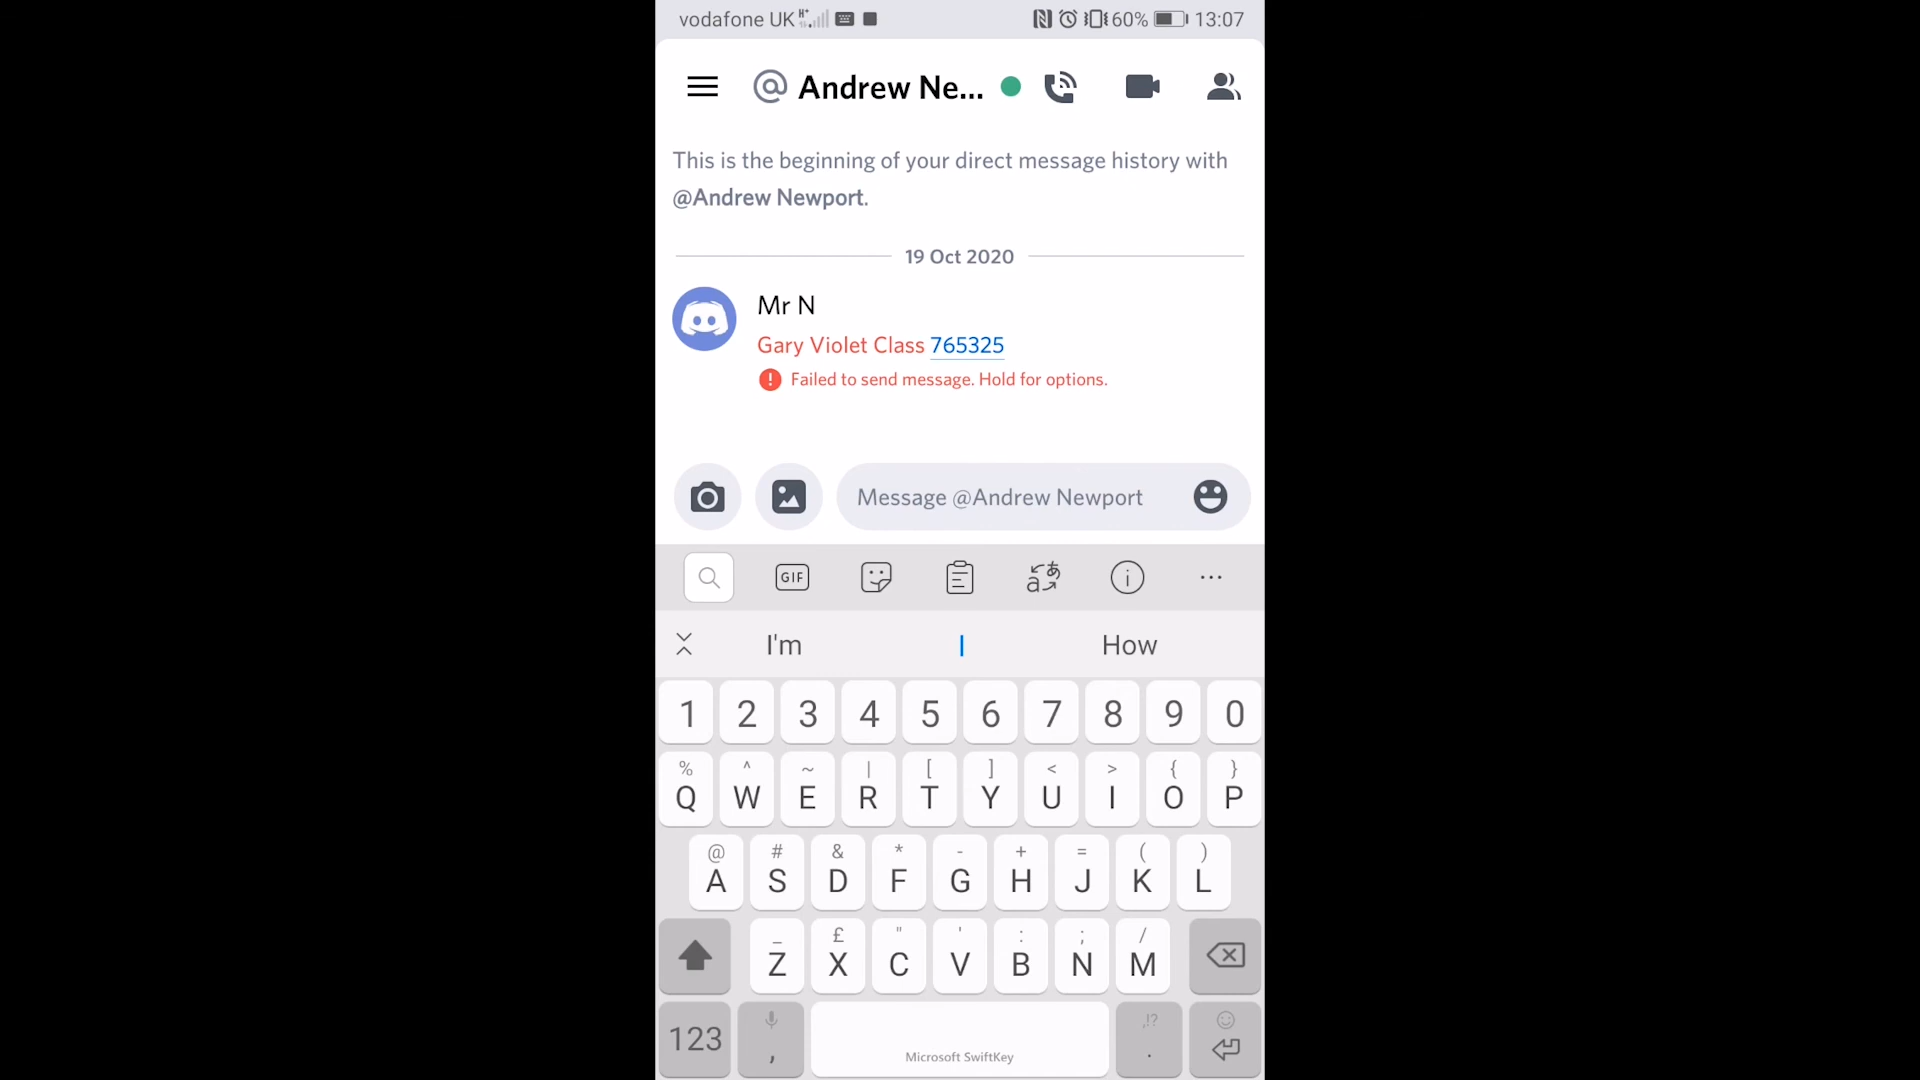 vodafone UK H+ 60% 13:07
@ Andrew Ne...
This is the beginning of your direct message history with
@Andrew Newport.
19 Oct 2020
Mr N
Gary Violet Class 765325
! Failed to send message. Hold for options.
Message @Andrew Newport
GIF aあ i ...
I'm I How
1 2 3 4 5 6 7 8 9 0
% ^ ~ | [ ] < > { }
Q W E R T Y U I O P
@ # & * - + = ( )
A S D F G H J K L
_ £ " ' : ; /
Z X C V B N M
123 , ,!? .
Microsoft SwiftKey